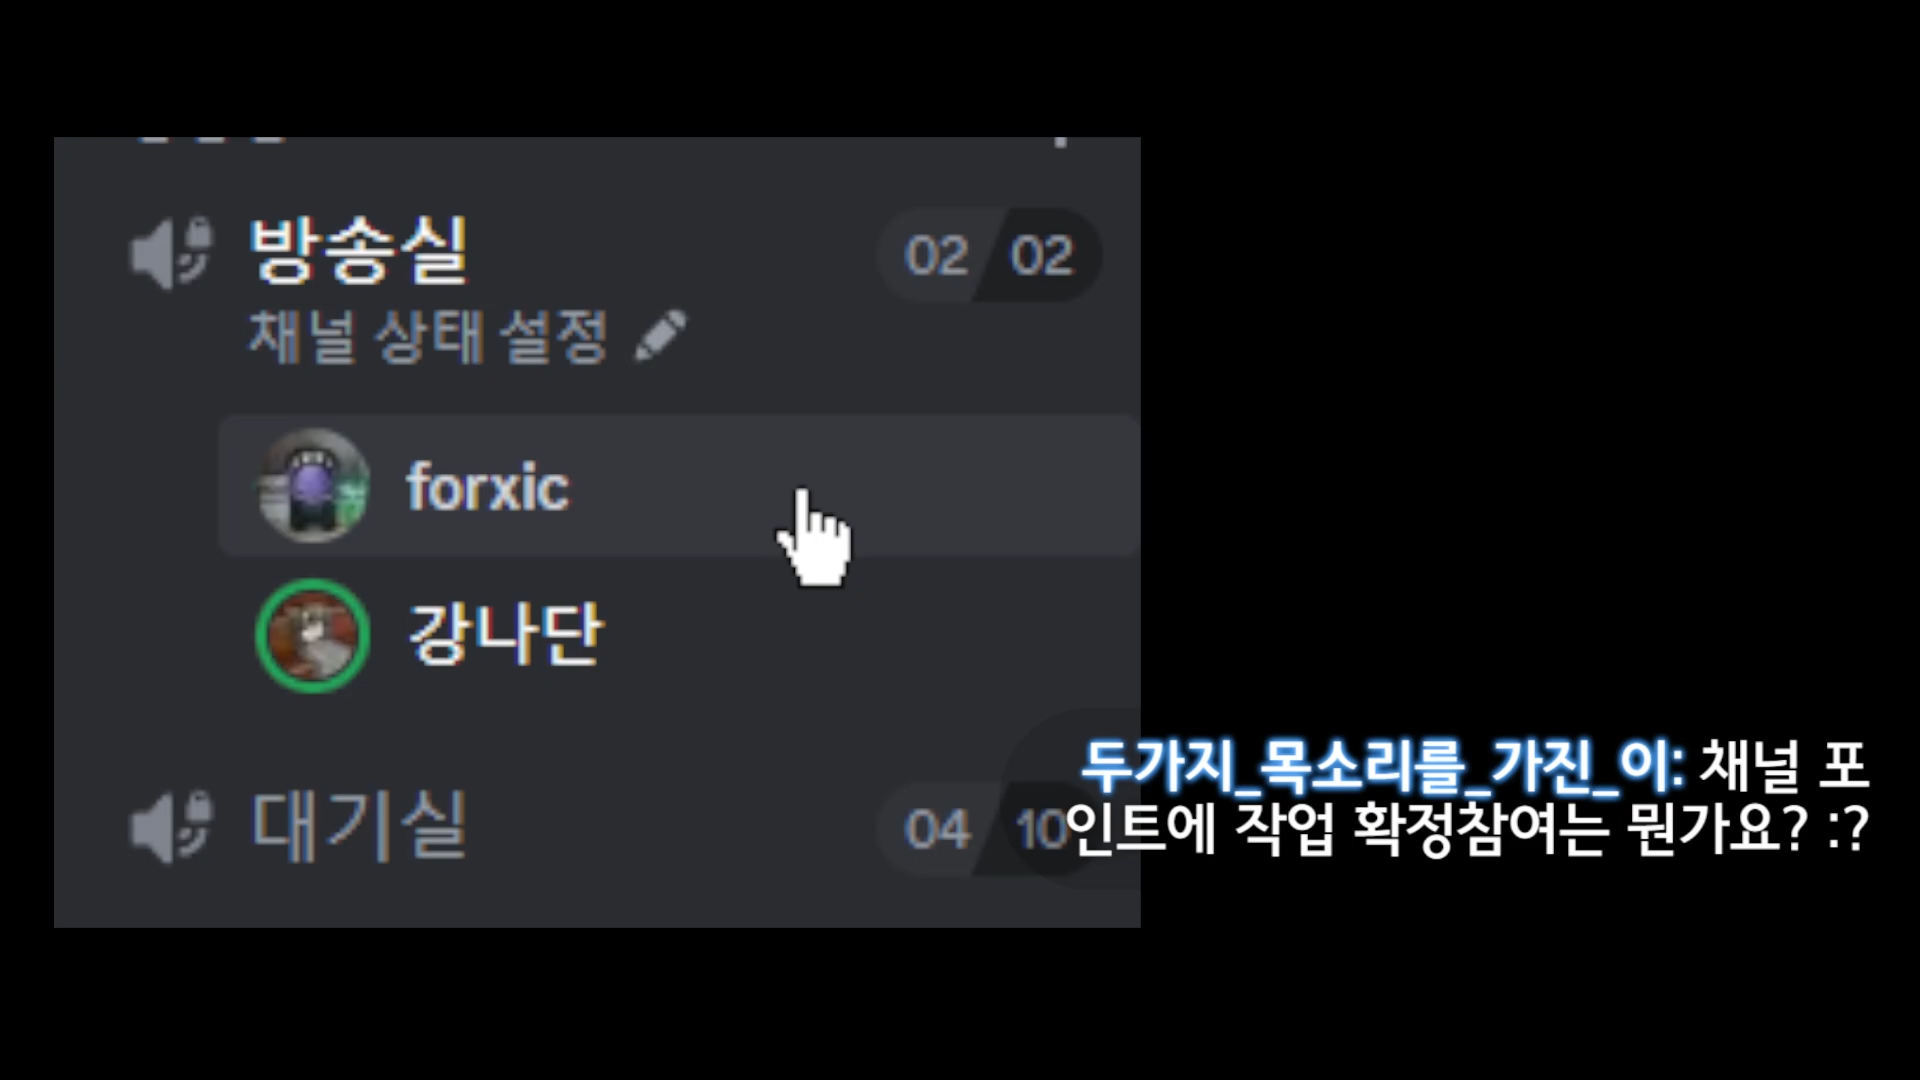 방송실 02 02
채널 상태 설정
forxic
강나단
대기실 04 10
두가지_목소리를_가진_이: 채널 포
인트에 작업 확정참여는 뭔가요? :?